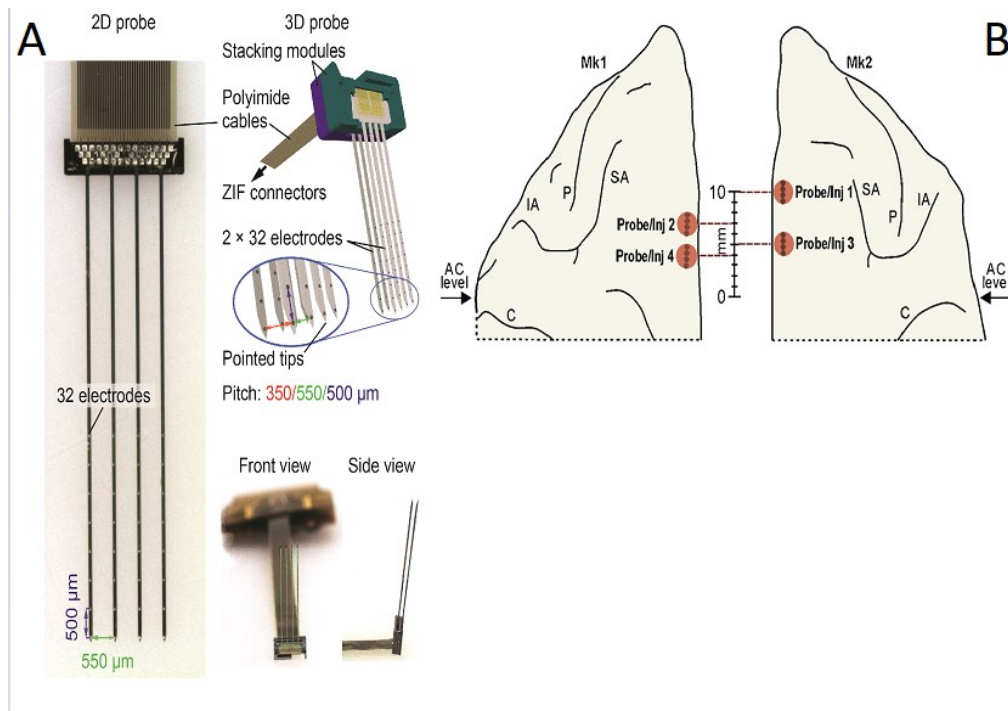 A
2D probe
3D probe
Stacking modules
Polyimide
cables
ZIF connectors
2 × 32 electrodes
Pointed tips
Pitch: 350/550/500 µm
32 electrodes
500 µm
550 µm
Front view
Side view
B
Mk1
Mk2
IA
P
SA
SA
P
IA
Probe/Inj 1
Probe/Inj 2
Probe/Inj 3
Probe/Inj 4
10
mm
0
AC
level
AC
leve
C
C